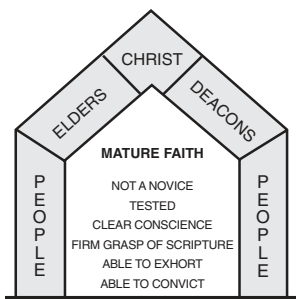 CHRIST
ELDERS
DEACONS
PEOPLE
PEOPLE
MATURE FAITH
NOT A NOVICE
TESTED
CLEAR CONSCIENCE
FIRM GRASP OF SCRIPTURE
ABLE TO EXHORT
ABLE TO CONVICT